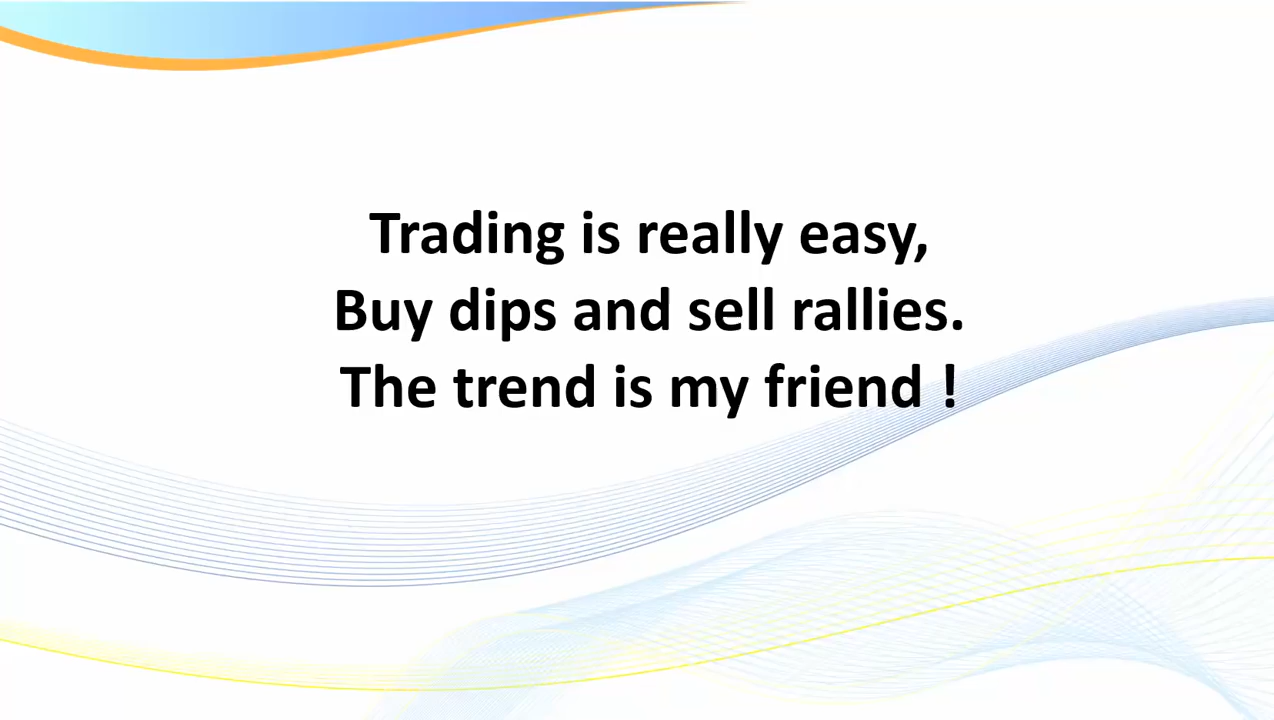 Trading is really easy,
Buy dips and sell rallies.
The trend is my friend !